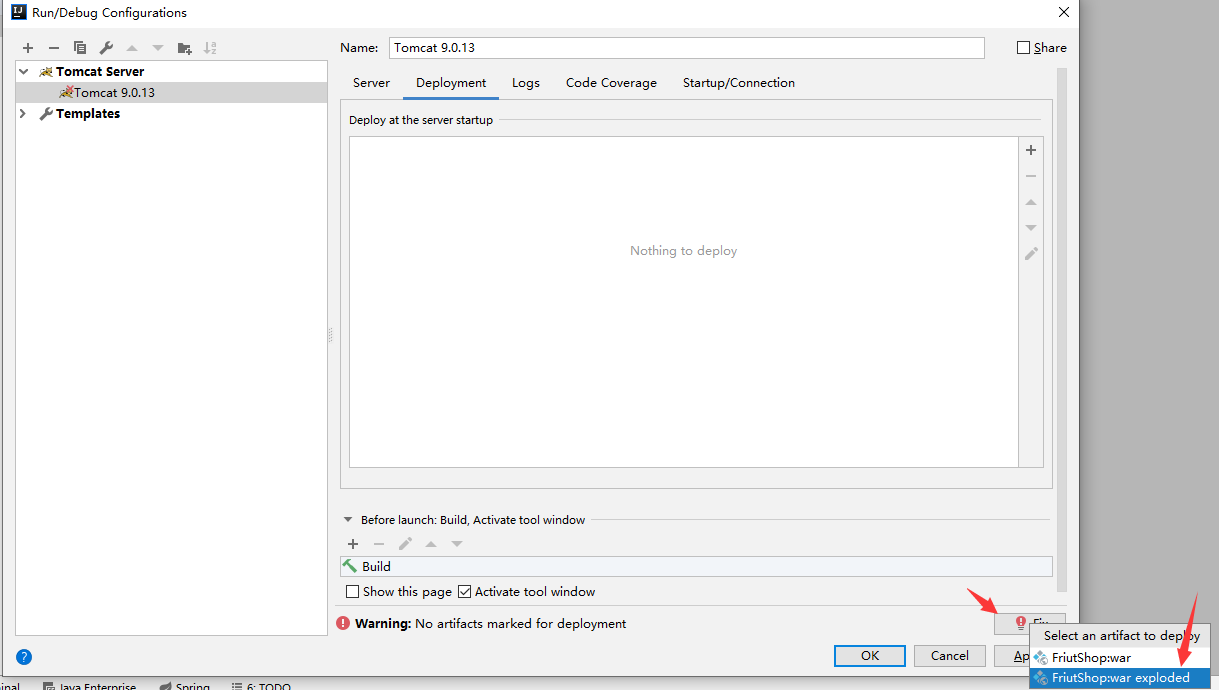 Run/Debug Configurations
Name: Tomcat 9.0.13 Share
Tomcat Server
Tomcat 9.0.13
Templates
Server Deployment Logs Code Coverage Startup/Connection
Deploy at the server startup
Nothing to deploy
Before launch: Build, Activate tool window
Build
Show this page Activate tool window
Warning: No artifacts marked for deployment
Select an artifact to deploy
FriutShop:war
FriutShop:war exploded
OK Cancel Ap
Java Enterprise Spring 6: TODO